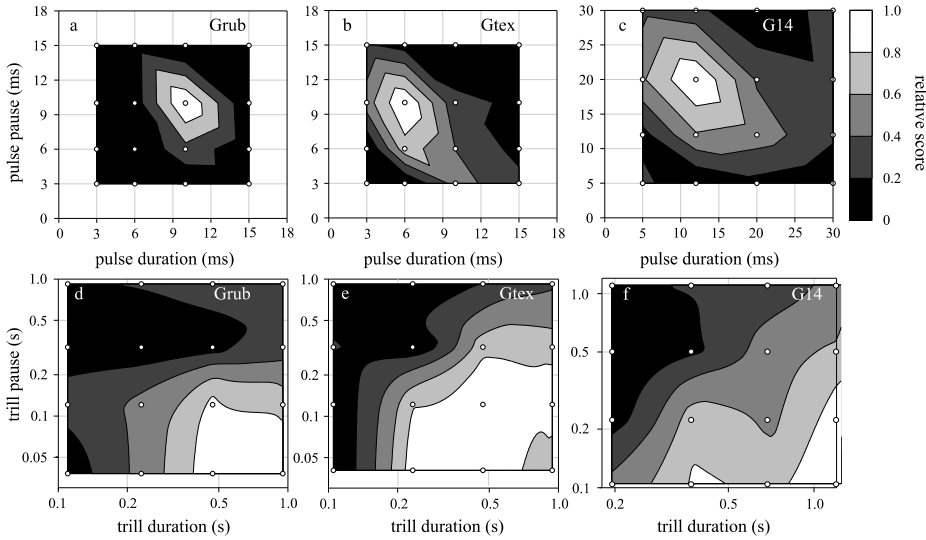 a Grub
b Gtex
c G14
18 15 12 9 6 3 0
18 15 12 9 6 3 0
30 25 20 15 10 5 0
1.0 0.8 0.6 0.4 0.2 0
pulse pause (ms)
relative score
0 3 6 9 12 15 18
0 3 6 9 12 15 18
0 5 10 15 20 25 30
pulse duration (ms)
pulse duration (ms)
pulse duration (ms)
d Grub
e Gtex
f G14
1.0 0.5 0.2 0.1 0.05
1.0 0.5 0.2 0.1 0.05
1.0 0.5 0.2 0.1
trill pause (s)
0.1 0.2 0.5 1.0
0.1 0.2 0.5 1.0
0.2 0.5 1.0
trill duration (s)
trill duration (s)
trill duration (s)